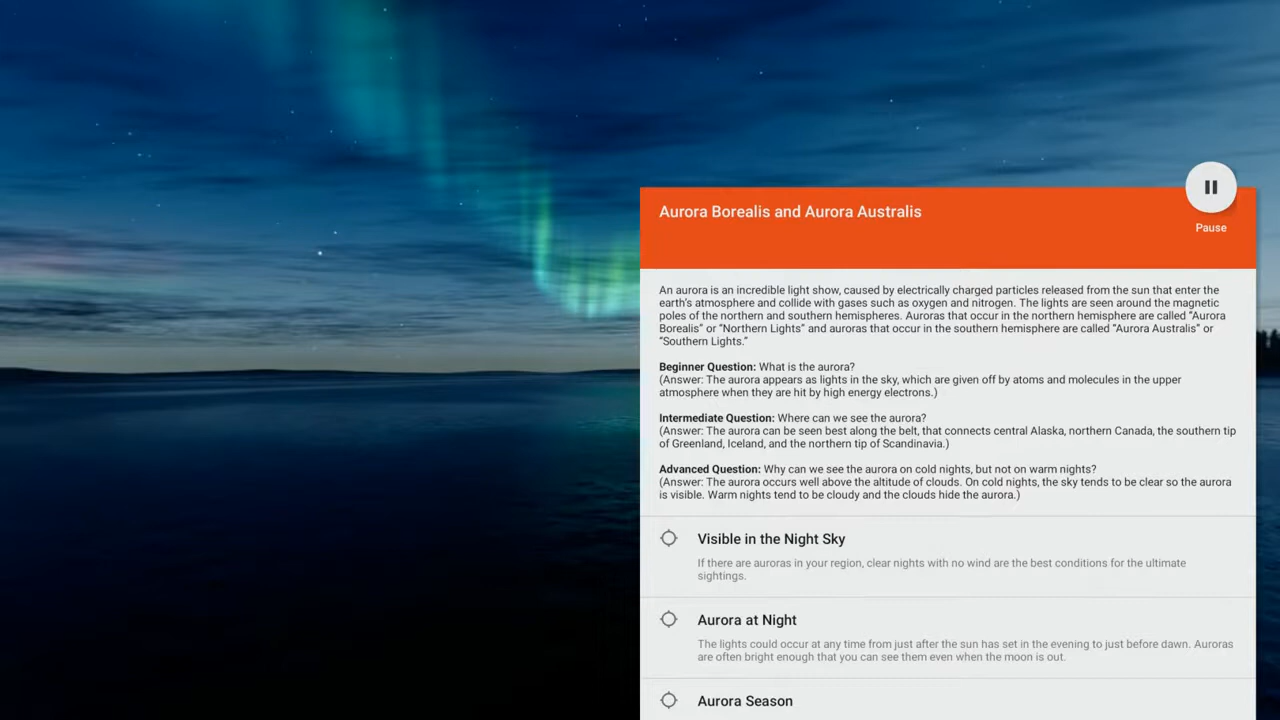 Aurora Borealis and Aurora Australis
Pause
An aurora is an incredible light show, caused by electrically charged particles released from the sun that enter the
earth's atmosphere and collide with gases such as oxygen and nitrogen. The lights are seen around the magnetic
poles of the northern and southern hemispheres. Auroras that occur in the northern hemisphere are called “Aurora
Borealis” or “Northern Lights” and auroras that occur in the southern hemisphere are called “Aurora Australis” or
“Southern Lights.”
Beginner Question: What is the aurora?
(Answer: The aurora appears as lights in the sky, which are given off by atoms and molecules in the upper
atmosphere when they are hit by high energy electrons.)
Intermediate Question: Where can we see the aurora?
(Answer: The aurora can be seen best along the belt, that connects central Alaska, northern Canada, the southern tip
of Greenland, Iceland, and the northern tip of Scandinavia.)
Advanced Question: Why can we see the aurora on cold nights, but not on warm nights?
(Answer: The aurora occurs well above the altitude of clouds. On cold nights, the sky tends to be clear so the aurora
is visible. Warm nights tend to be cloudy and the clouds hide the aurora.)
Visible in the Night Sky
If there are auroras in your region, clear nights with no wind are the best conditions for the ultimate
sightings.
Aurora at Night
The lights could occur at any time from just after the sun has set in the evening to just before dawn. Auroras
are often bright enough that you can see them even when the moon is out.
Aurora Season